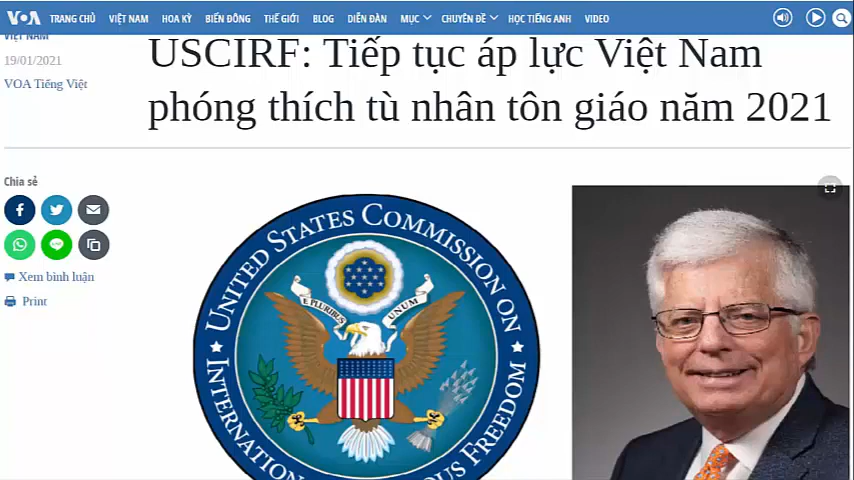 VOA TRANG CHỦ VIỆT NAM HOA KỲ BIỂN ĐÔNG THẾ GIỚI BLOG DIỄN ĐÀN MỤC CHUYÊN ĐỀ HỌC TIẾNG ANH VIDEO
VIỆT NAM
19/01/2021
VOA Tiếng Việt
USCIRF: Tiếp tục áp lực Việt Nam
phóng thích tù nhân tôn giáo năm 2021
Chia sẻ
Xem bình luận
Print
UNITED STATES COMMISSION ON
E PLURIBUS UNUM
FREEDOM